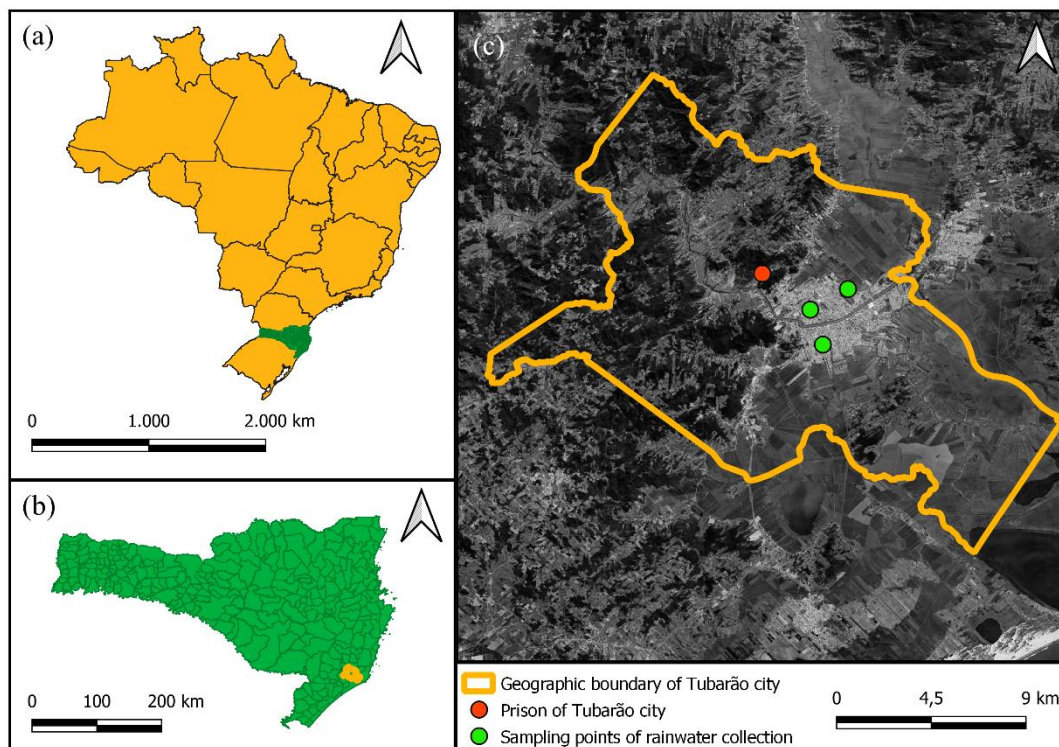 (a)
0 1.000 2.000 km
(b)
0 100 200 km
(c)
Geographic boundary of Tubarão city
Prison of Tubarão city
Sampling points of rainwater collection
0 4,5 9 km